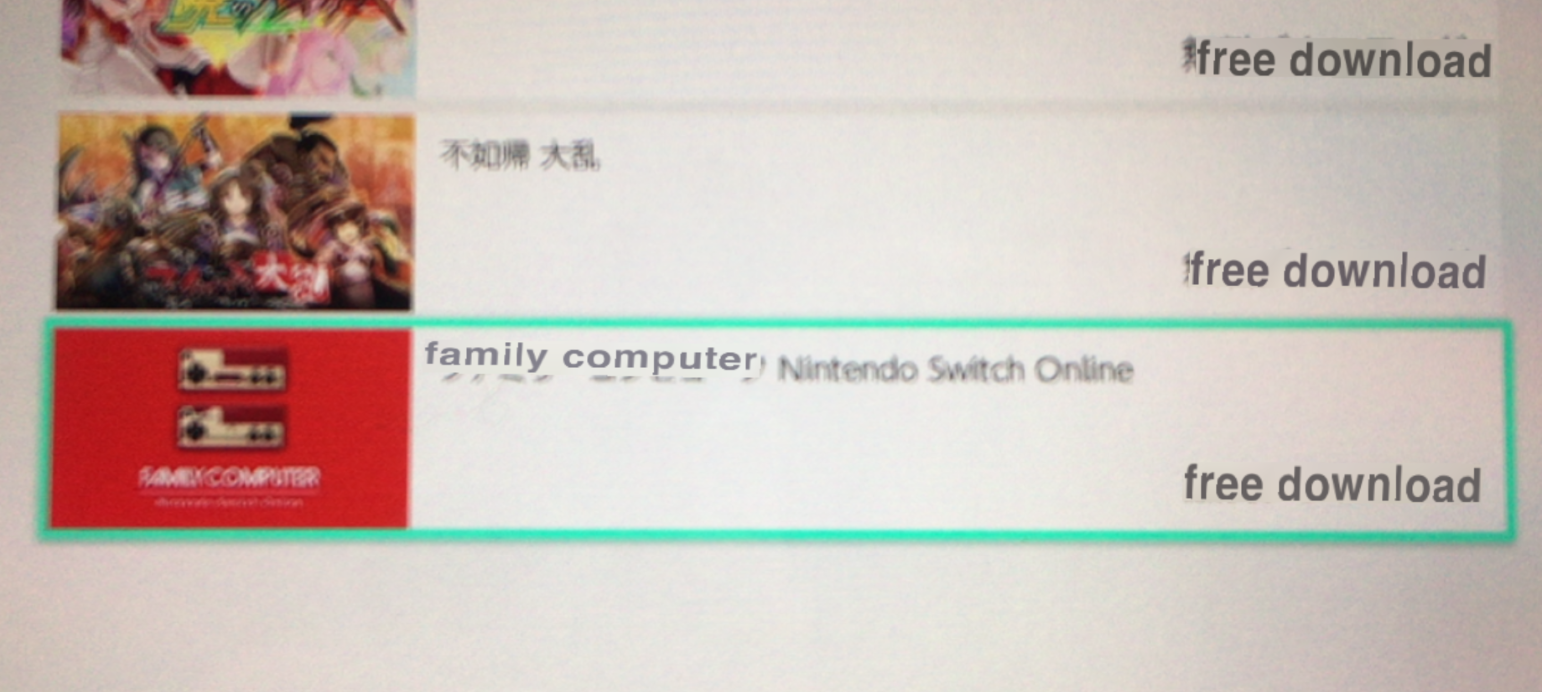 free download
不如帰 大乱
free download
family computer Nintendo Switch Online
FAMILY COMPUTER
free download